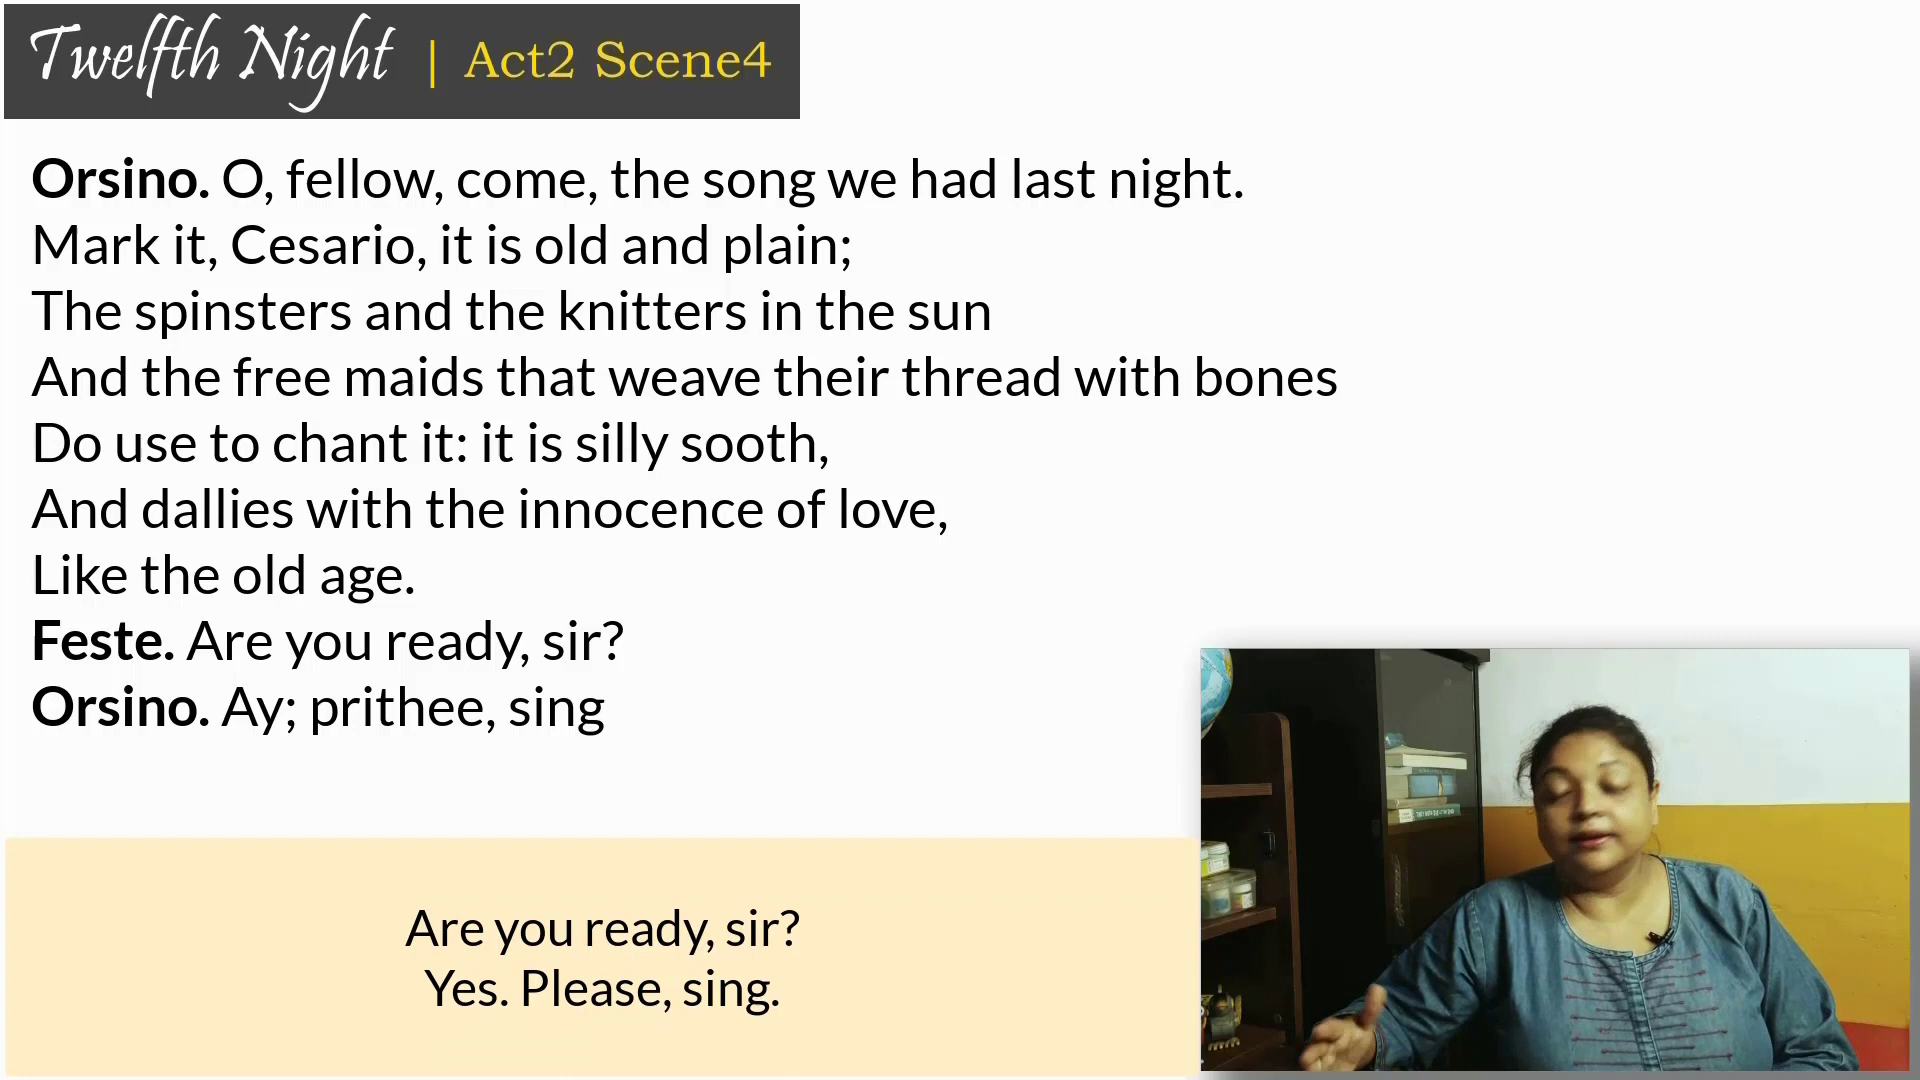 Twelfth Night | Act2 Scene4
Orsino. O, fellow, come, the song we had last night.
Mark it, Cesario, it is old and plain;
The spinsters and the knitters in the sun
And the free maids that weave their thread with bones
Do use to chant it: it is silly sooth,
And dallies with the innocence of love,
Like the old age.
Feste. Are you ready, sir?
Orsino. Ay; prithee, sing
Are you ready, sir?
Yes. Please, sing.